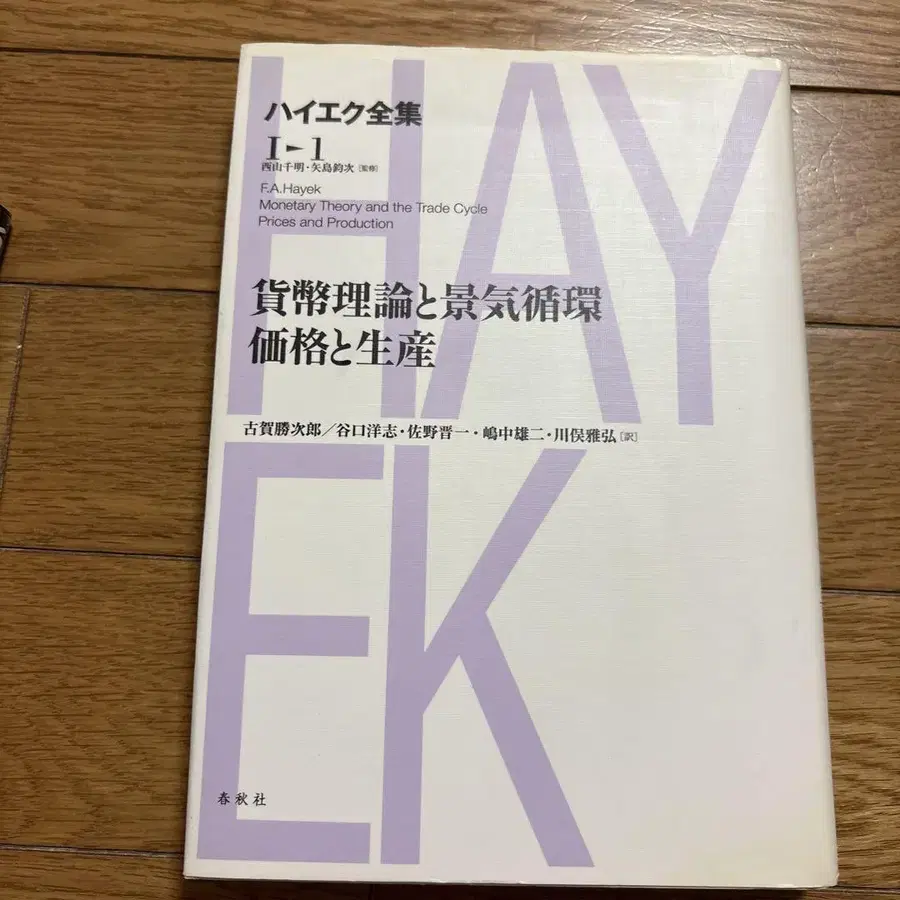 HAY
EK
ハイエク全集
I-1
西山千明・矢島鈞次[監修]
F.A.Hayek
Monetary Theory and the Trade Cycle
Prices and Production
貨幣理論と景気循環
価格と生産
古賀勝次郎/谷口洋志・佐野晋一・嶋中雄二・川俣雅弘[訳]
春秋社